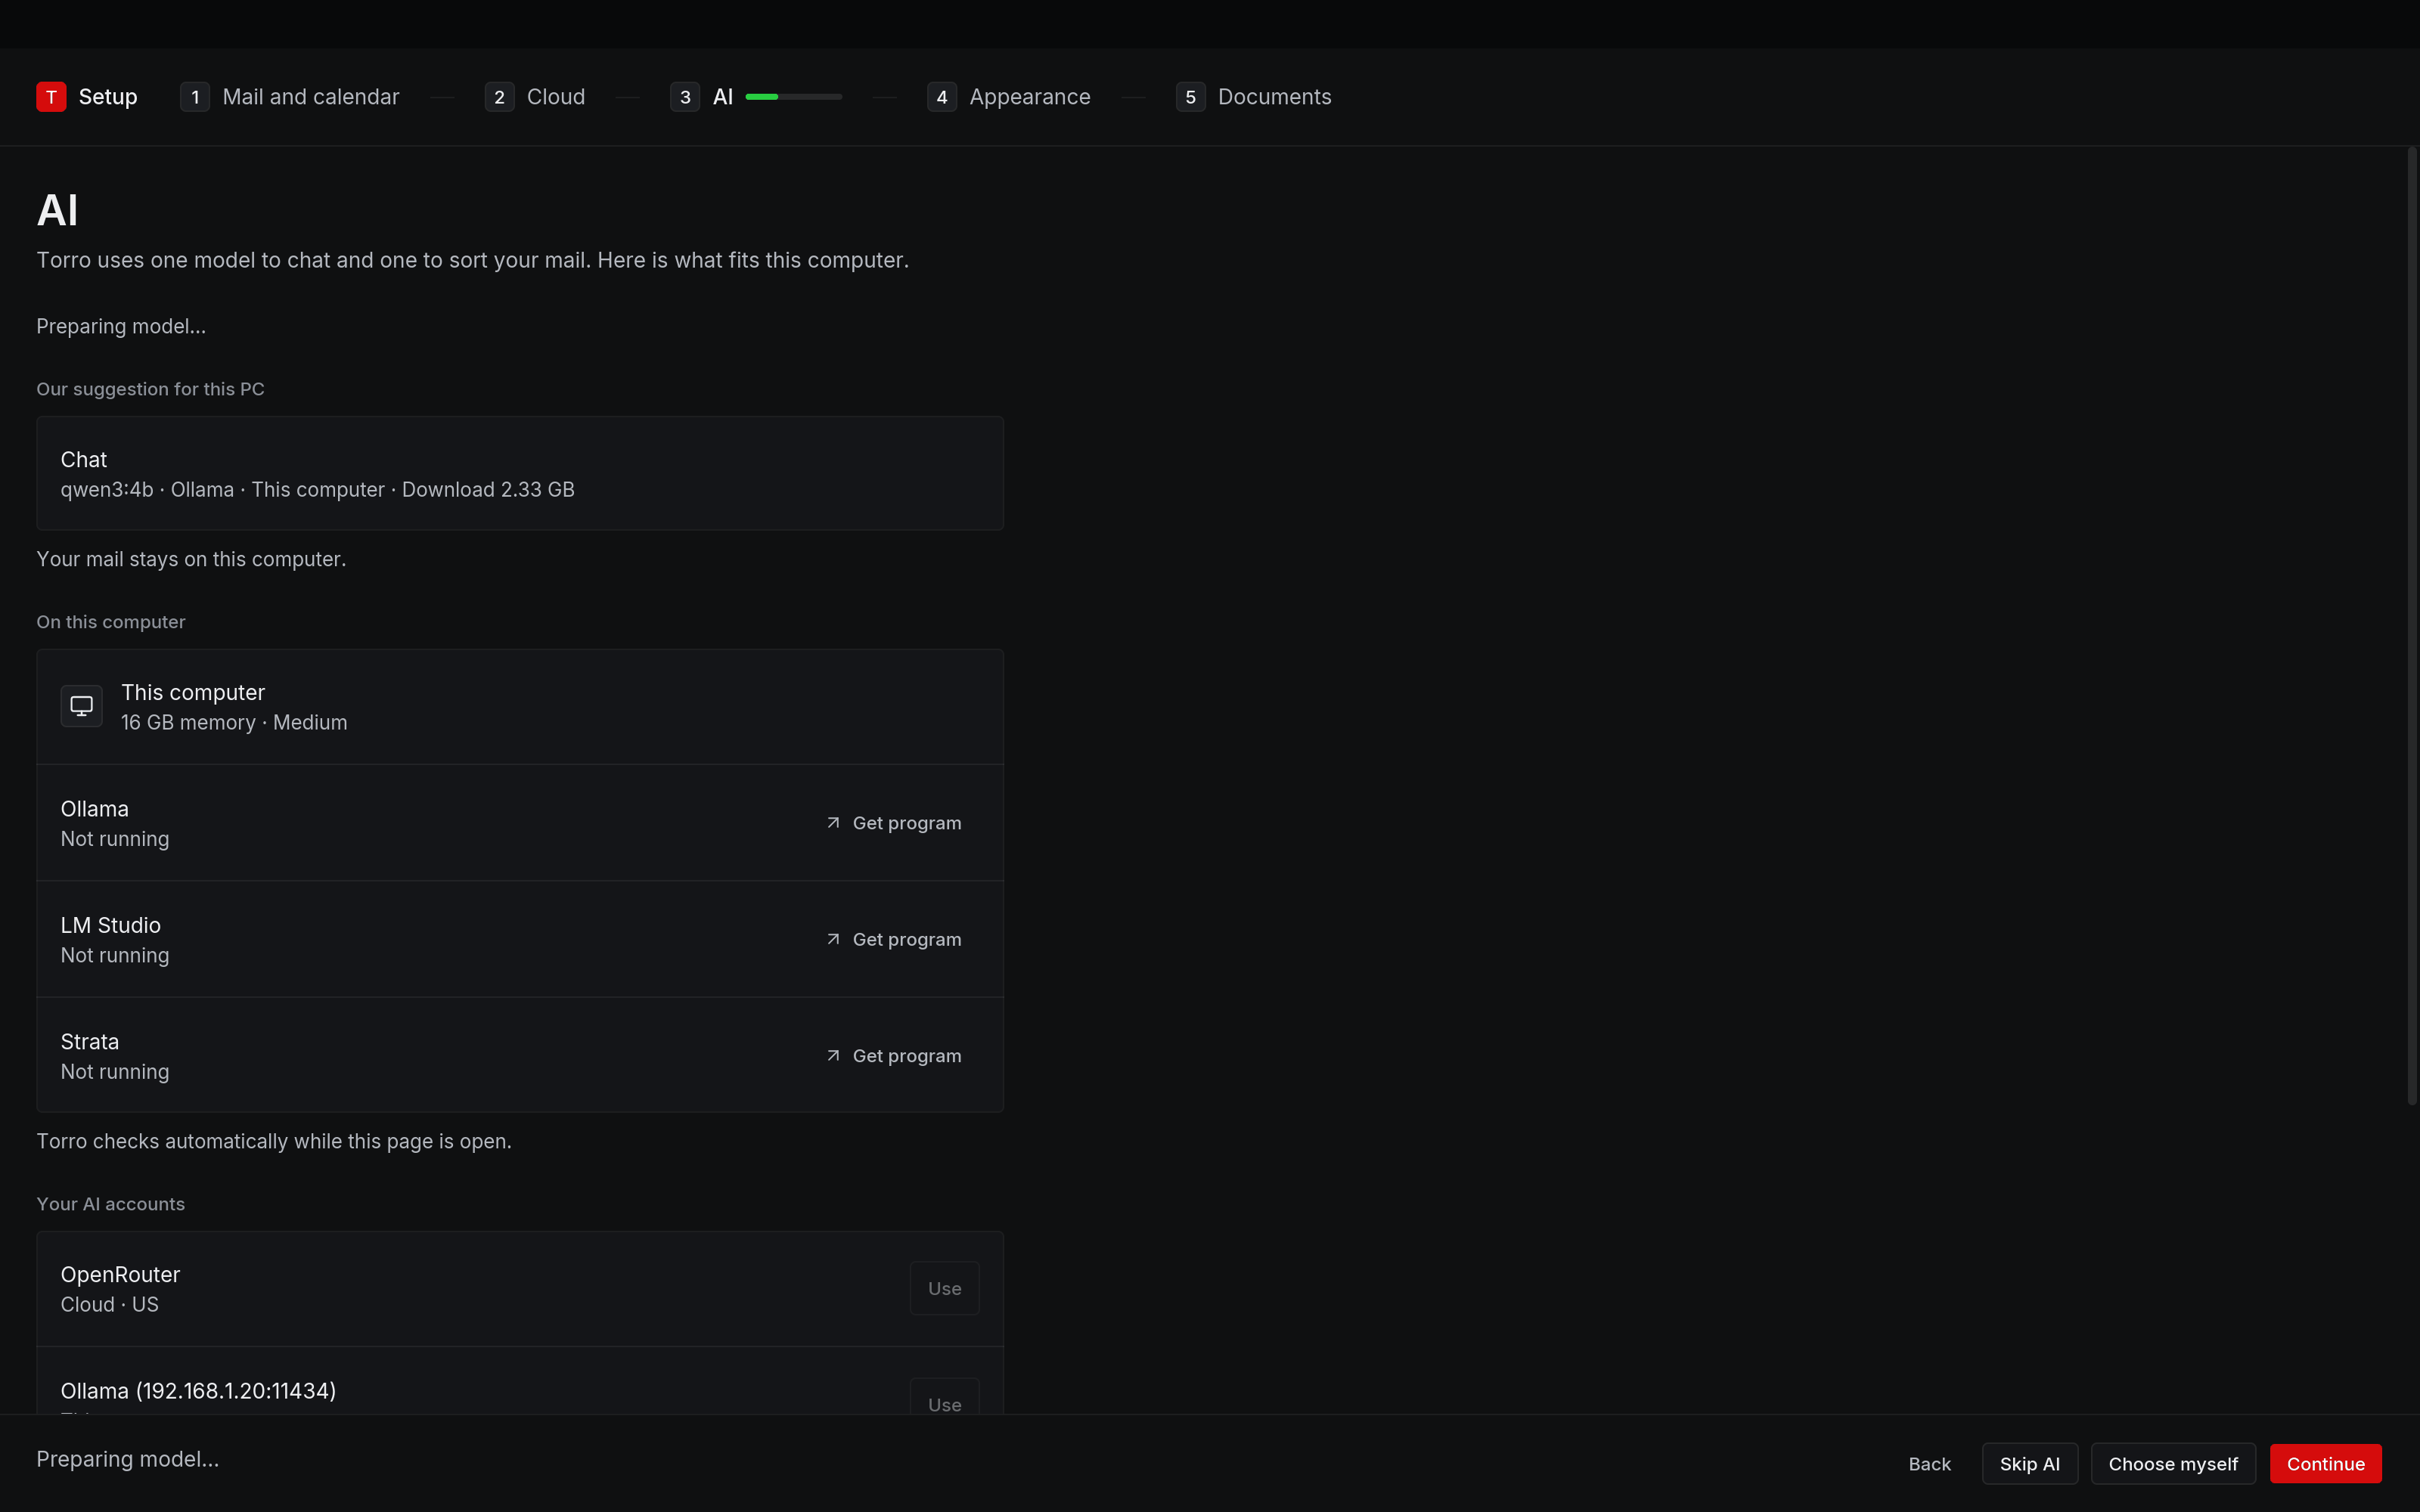 T Setup 1 Mail and calendar 2 Cloud 3 AI 4 Appearance 5 Documents
AI
Torro uses one model to chat and one to sort your mail. Here is what fits this computer.
Preparing model...
Our suggestion for this PC
Chat
qwen3:4b · Ollama · This computer · Download 2.33 GB
Your mail stays on this computer.
On this computer
This computer
16 GB memory · Medium
Ollama
Not running
Get program
LM Studio
Not running
Get program
Strata
Not running
Get program
Torro checks automatically while this page is open.
Your AI accounts
OpenRouter
Cloud · US
Use
Ollama (192.168.1.20:11434)
Use
Preparing model...
Back Skip AI Choose myself Continue